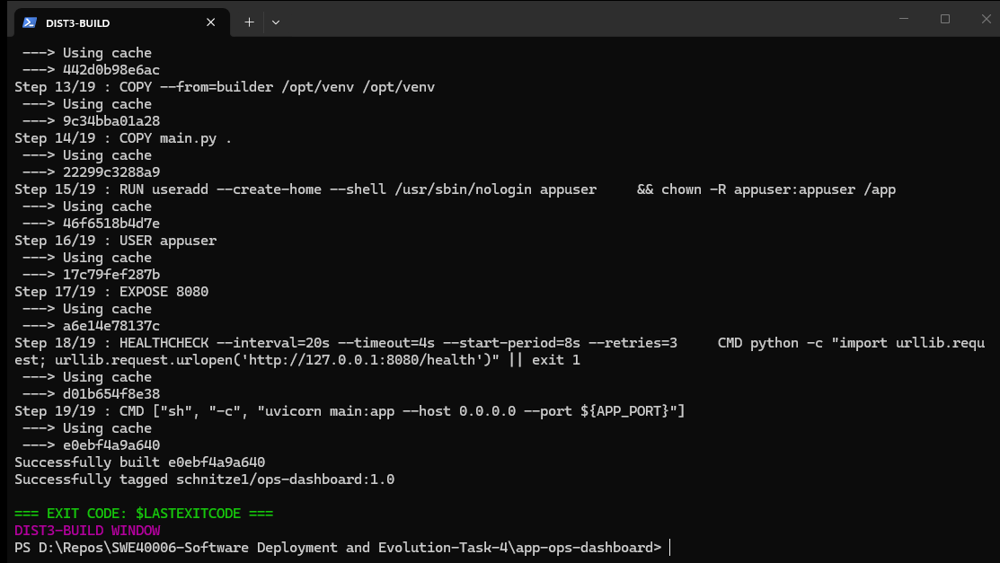 DIST3-BUILD
---> Using cache
---> 442d0b98e6ac
Step 13/19 : COPY --from=builder /opt/venv /opt/venv
---> Using cache
---> 9c34bba01a28
Step 14/19 : COPY main.py .
---> Using cache
---> 22299c3288a9
Step 15/19 : RUN useradd --create-home --shell /usr/sbin/nologin appuser     && chown -R appuser:appuser /app
---> Using cache
---> 46f6518b4d7e
Step 16/19 : USER appuser
---> Using cache
---> 17c79fef287b
Step 17/19 : EXPOSE 8080
---> Using cache
---> a6e14e78137c
Step 18/19 : HEALTHCHECK --interval=20s --timeout=4s --start-period=8s --retries=3     CMD python -c "import urllib.requ
est; urllib.request.urlopen('http://127.0.0.1:8080/health')" || exit 1
---> Using cache
---> d01b654f8e38
Step 19/19 : CMD ["sh", "-c", "uvicorn main:app --host 0.0.0.0 --port ${APP_PORT}"]
---> Using cache
---> e0ebf4a9a640
Successfully built e0ebf4a9a640
Successfully tagged schnitze1/ops-dashboard:1.0
=== EXIT CODE: $LASTEXITCODE ===
DIST3-BUILD WINDOW
PS D:\Repos\SWE40006-Software Deployment and Evolution-Task-4\app-ops-dashboard>